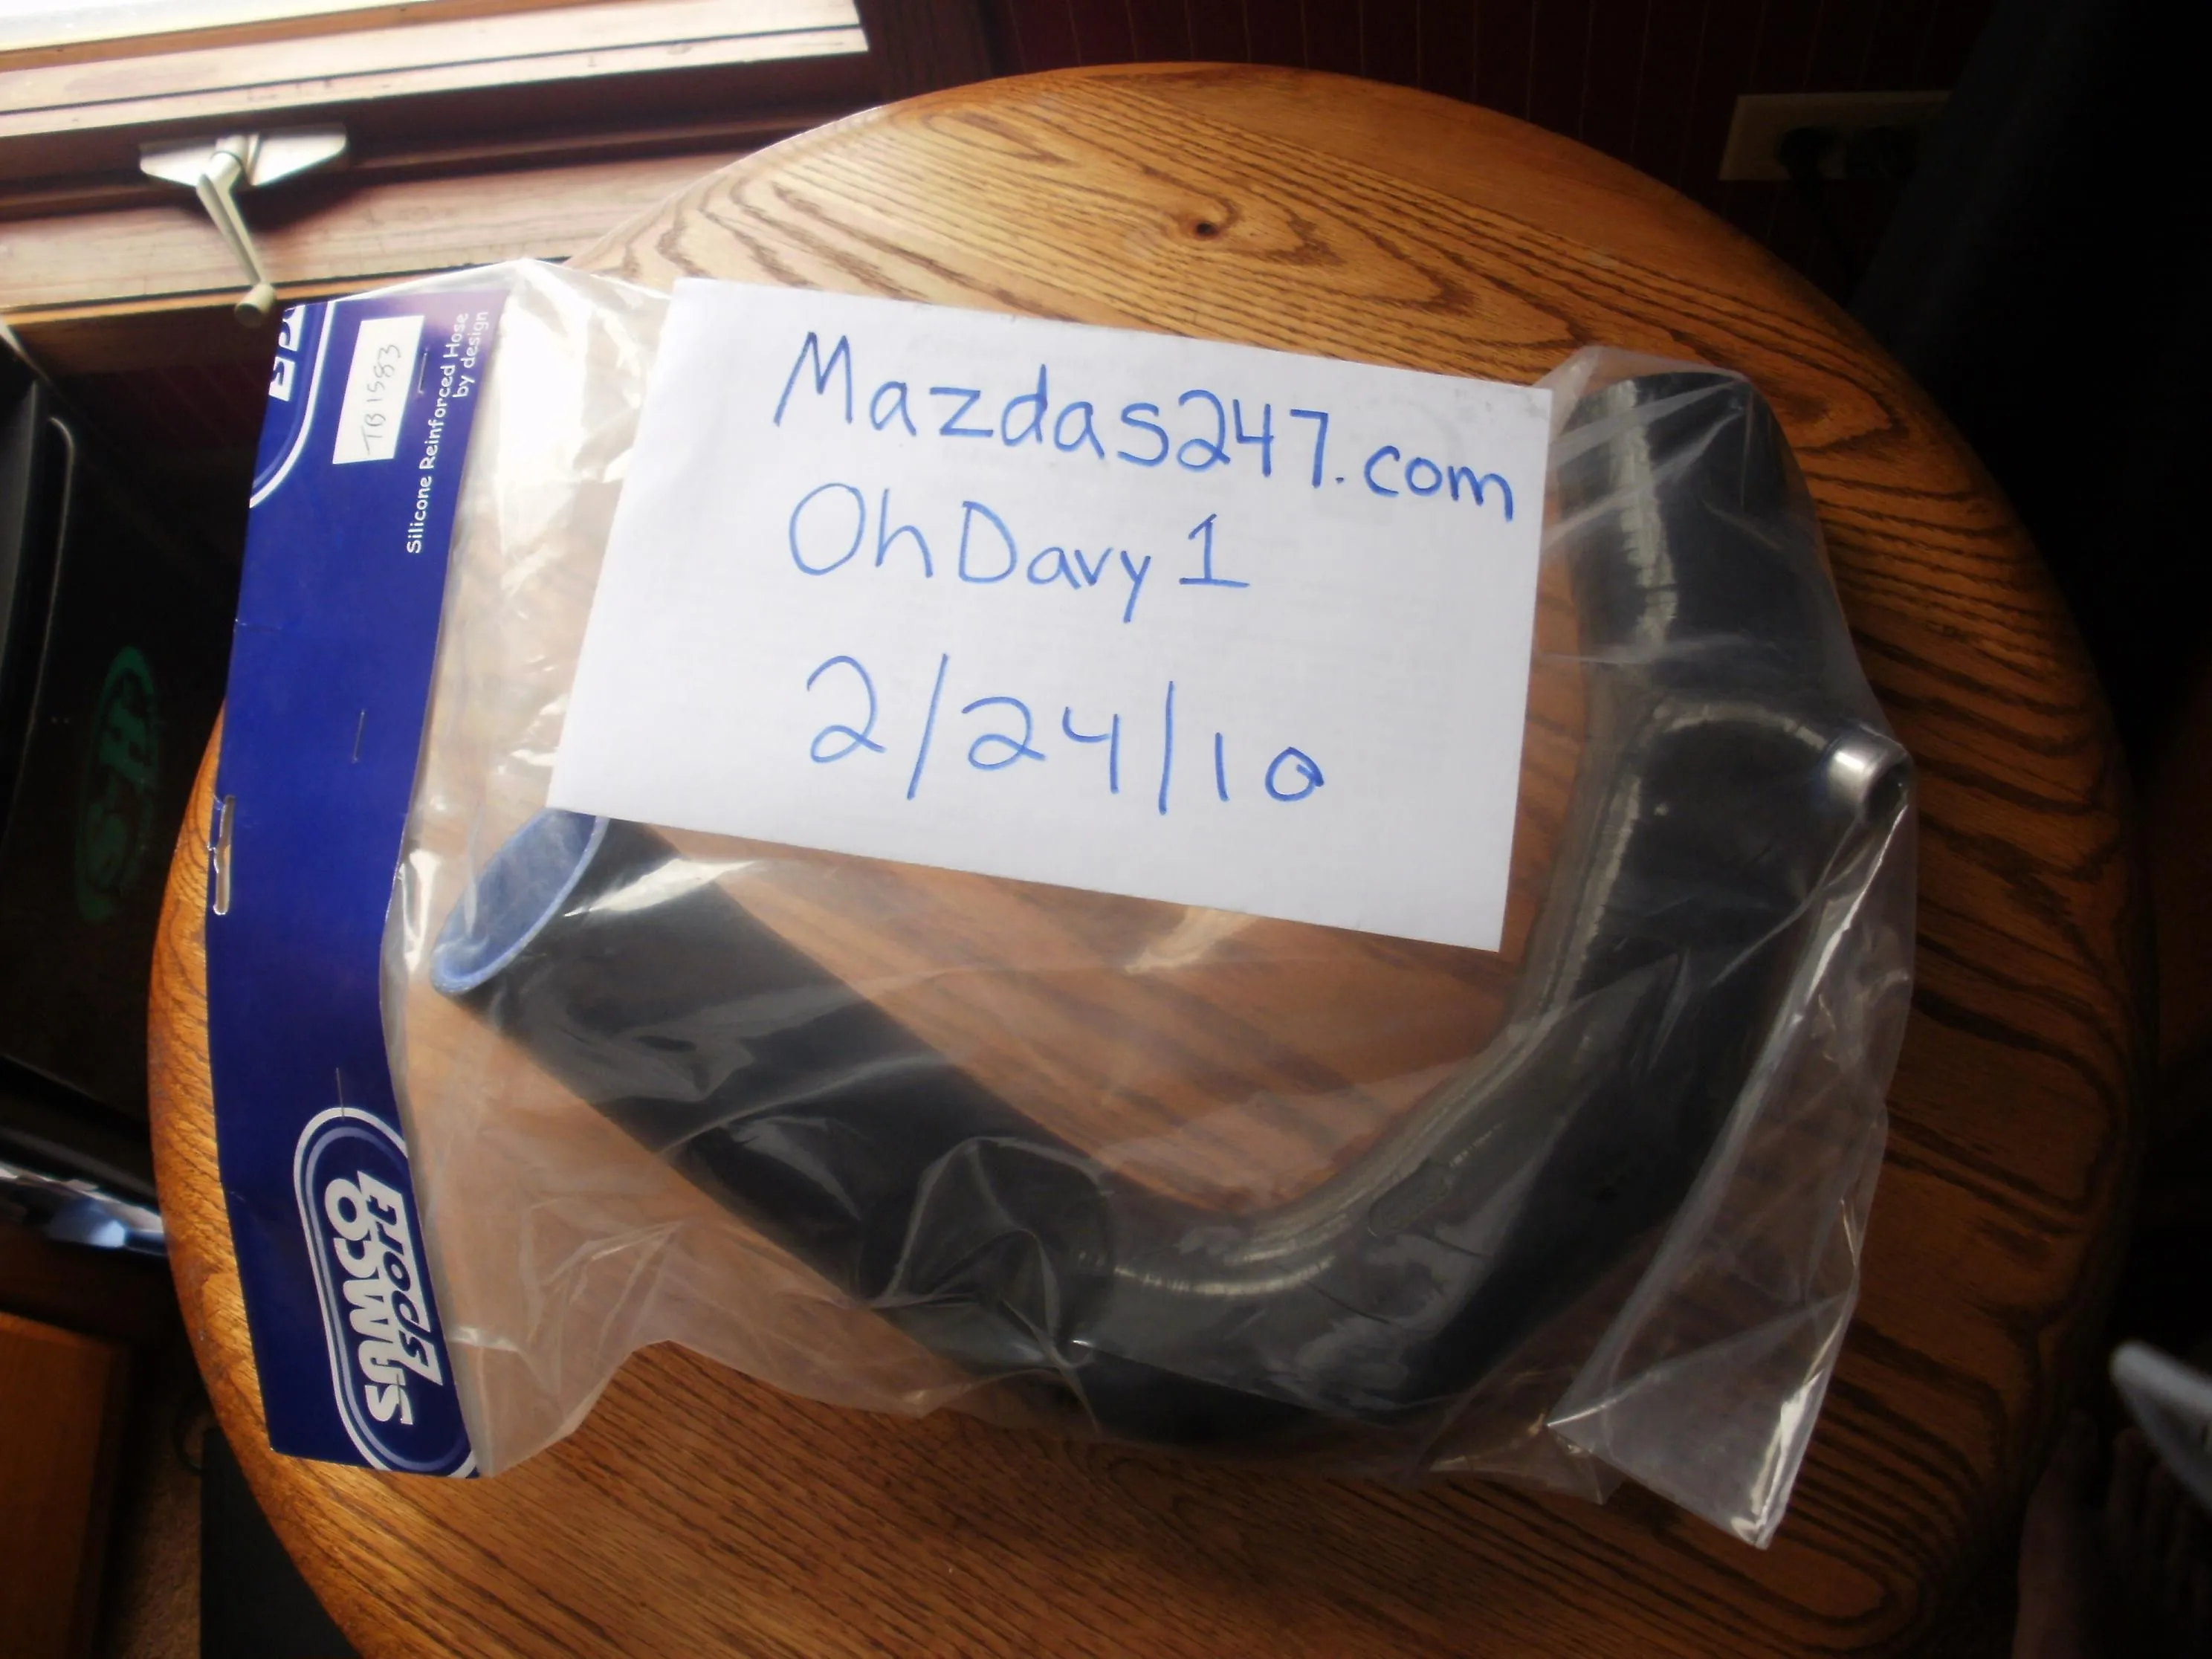 Mazdas247.com
OhDavy1
2/24/10
TB1583
Silicone Reinforced Hose
by design
SAMCO
Sport